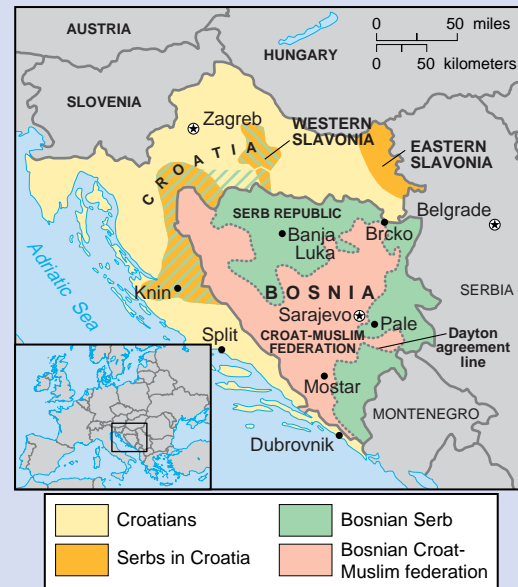 AUSTRIA
HUNGARY
0 50 miles
0 50 kilometers
SLOVENIA
Zagreb
WESTERN
SLAVONIA
CROATIA
EASTERN
SLAVONIA
Belgrade
SERB REPUBLIC
Banja
Luka
Brcko
Adriatic Sea
Knin
BOSNIA
SERBIA
Sarajevo
Pale
CROAT-MUSLIM
FEDERATION
Split
Dayton
agreement
line
Mostar
MONTENEGRO
Dubrovnik
Croatians
Serbs in Croatia
Bosnian Serb
Bosnian Croat-
Muslim federation